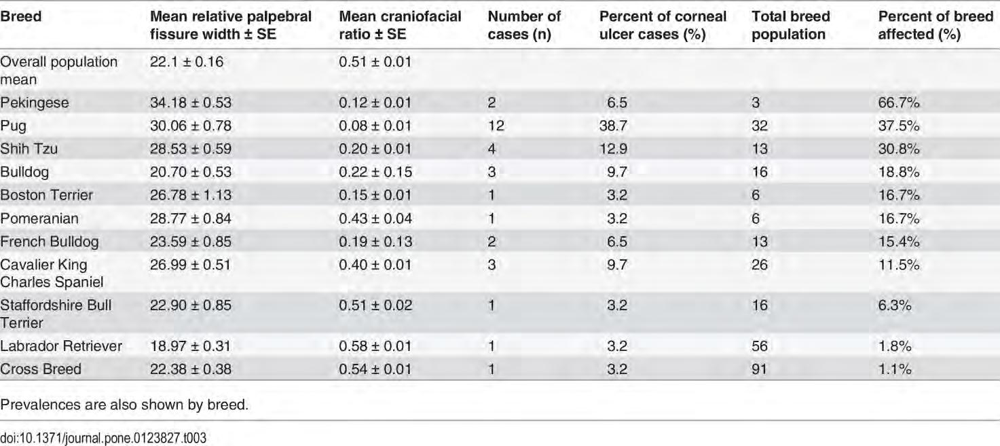 Breed Mean relative palpebral fissure width ± SE Mean craniofacial ratio ± SE Number of cases (n) Percent of corneal ulcer cases (%) Total breed population Percent of breed affected (%)
Overall population mean 22.1 ± 0.16 0.51 ± 0.01
Pekingese 34.18 ± 0.53 0.12 ± 0.01 2 6.5 3 66.7%
Pug 30.06 ± 0.78 0.08 ± 0.01 12 38.7 32 37.5%
Shih Tzu 28.53 ± 0.59 0.20 ± 0.01 4 12.9 13 30.8%
Bulldog 20.70 ± 0.53 0.22 ± 0.15 3 9.7 16 18.8%
Boston Terrier 26.78 ± 1.13 0.15 ± 0.01 1 3.2 6 16.7%
Pomeranian 28.77 ± 0.84 0.43 ± 0.04 1 3.2 6 16.7%
French Bulldog 23.59 ± 0.85 0.19 ± 0.13 2 6.5 13 15.4%
Cavalier King Charles Spaniel 26.99 ± 0.51 0.40 ± 0.01 3 9.7 26 11.5%
Staffordshire Bull Terrier 22.90 ± 0.85 0.51 ± 0.02 1 3.2 16 6.3%
Labrador Retriever 18.97 ± 0.31 0.58 ± 0.01 1 3.2 56 1.8%
Cross Breed 22.38 ± 0.38 0.54 ± 0.01 1 3.2 91 1.1%
Prevalences are also shown by breed.
doi:10.1371/journal.pone.0123827.t003